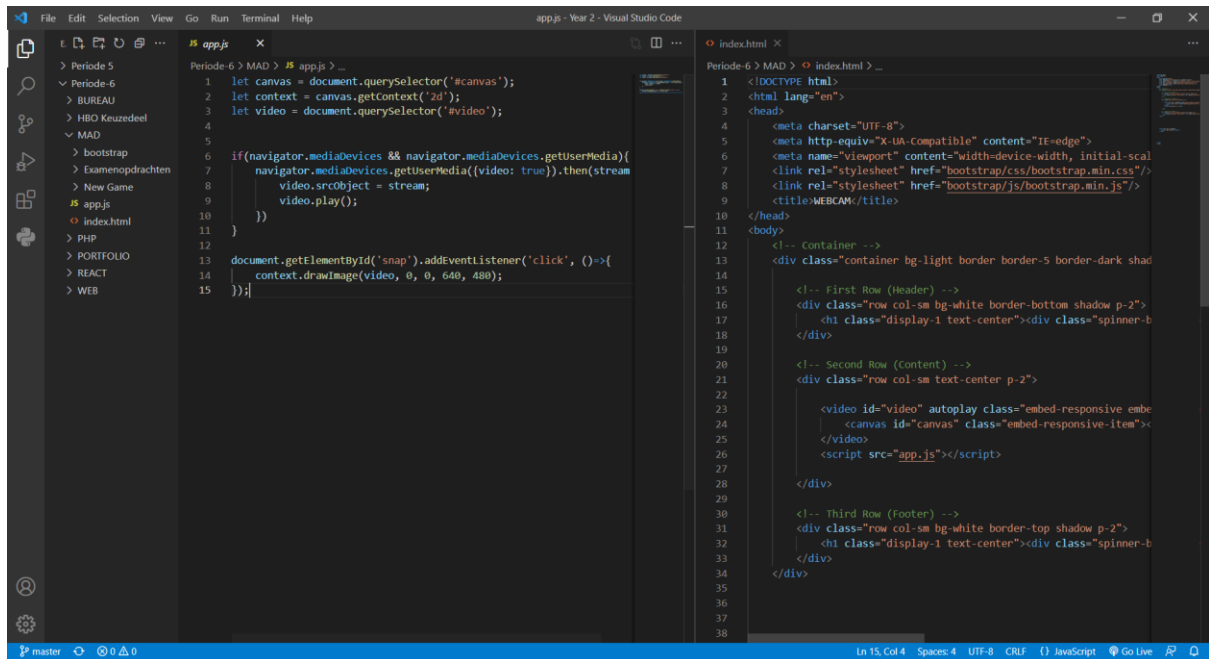 File Edit Selection View Go Run Terminal Help
app.js - Year 2 - Visual Studio Code
E
Periode 5
Periode-6
BUREAU
HBO Keuzedeel
MAD
bootstrap
Examenopdrachten
New Game
JS app.js
index.html
PHP
PORTFOLIO
REACT
WEB
JS app.js
Periode-6 > MAD > JS app.js > ...
1 let canvas = document.querySelector('#canvas');
2 let context = canvas.getContext('2d');
3 let video = document.querySelector('#video');
4
5
6 if(navigator.mediaDevices && navigator.mediaDevices.getUserMedia){
7 navigator.mediaDevices.getUserMedia({video: true}).then(stream
8 video.srcObject = stream;
9 video.play();
10 })
11 }
12
13 document.getElementById('snap').addEventListener('click', ()=>{
14 context.drawImage(video, 0, 0, 640, 480);
15 });
index.html
Periode-6 > MAD > index.html > ...
1 <!DOCTYPE html>
2 <html lang="en">
3 <head>
4 <meta charset="UTF-8">
5 <meta http-equiv="X-UA-Compatible" content="IE=edge">
6 <meta name="viewport" content="width=device-width, initial-scal
7 <link rel="stylesheet" href="bootstrap/css/bootstrap.min.css"/>
8 <link rel="stylesheet" href="bootstrap/js/bootstrap.min.js"/>
9 <title>WEBCAM</title>
10 </head>
11 <body>
12 <!-- Container -->
13 <div class="container bg-light border border-5 border-dark shad
14
15 <!-- First Row (Header) -->
16 <div class="row col-sm bg-white border-bottom shadow p-2">
17 <h1 class="display-1 text-center"><div class="spinner-b
18 </div>
19
20 <!-- Second Row (Content) -->
21 <div class="row col-sm text-center p-2">
22
23 <video id="video" autoplay class="embed-responsive embe
24 <canvas id="canvas" class="embed-responsive-item"><
25 </video>
26 <script src="app.js"></script>
27
28 </div>
29
30 <!-- Third Row (Footer) -->
31 <div class="row col-sm bg-white border-top shadow p-2">
32 <h1 class="display-1 text-center"><div class="spinner-b
33 </div>
34 </div>
35
36
37
38
master 0 0 Ln 15, Col 4 Spaces: 4 UTF-8 CRLF {} JavaScript Go Live